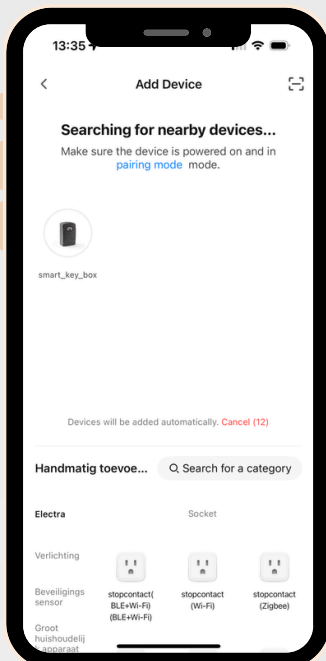 13:35
Add Device
Searching for nearby devices...
Make sure the device is powered on and in
pairing mode mode.
smart_key_box
Devices will be added automatically. Cancel (12)
Handmatig toevoe... Search for a category
Electra
Socket
Verlichting
Beveiligings
sensor
Groot
huishoudelij
k apparaat
stopcontact(
BLE+Wi-Fi)
(BLE+Wi-Fi)
stopcontact
(Wi-Fi)
stopcontact
(Zigbee)